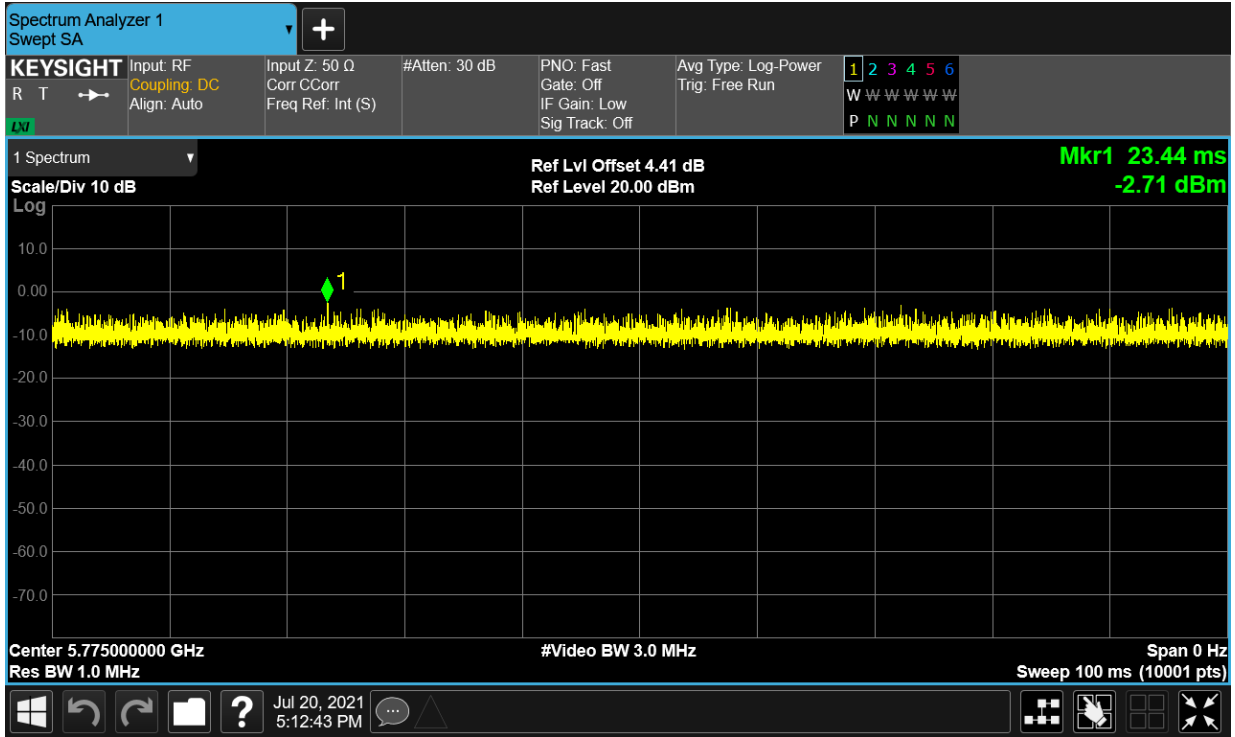 Spectrum Analyzer 1
Swept SA
KEYSIGHT
R T
LXI
Input: RF
Coupling: DC
Align: Auto
Input Z: 50 Ω
Corr CCorr
Freq Ref: Int (S)
#Atten: 30 dB
PNO: Fast
Gate: Off
IF Gain: Low
Sig Track: Off
Avg Type: Log-Power
Trig: Free Run
1 2 3 4 5 6
W W W W W W
P N N N N N
1 Spectrum
Scale/Div 10 dB
Log
Ref Lvl Offset 4.41 dB
Ref Level 20.00 dBm
Mkr1 23.44 ms
-2.71 dBm
10.0
0.00
-10.0
-20.0
-30.0
-40.0
-50.0
-60.0
-70.0
1
Center 5.775000000 GHz
Res BW 1.0 MHz
#Video BW 3.0 MHz
Span 0 Hz
Sweep 100 ms (10001 pts)
?
Jul 20, 2021
5:12:43 PM